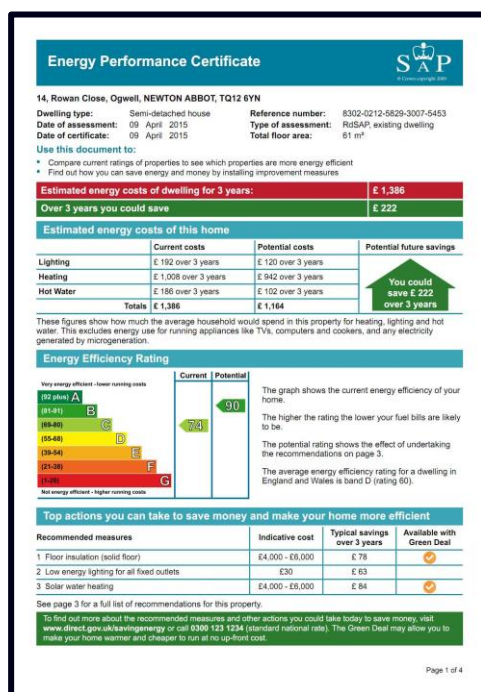 Energy Performance Certificate
SAP
© Crown copyright 2009
14, Rowan Close, Ogwell, NEWTON ABBOT, TQ12 6YN
Dwelling type: Semi-detached house Reference number: 8302-0212-5829-3007-5453
Date of assessment: 09 April 2015 Type of assessment: RdSAP, existing dwelling
Date of certificate: 09 April 2015 Total floor area: 61 m²
Use this document to:
• Compare current ratings of properties to see which properties are more energy efficient
• Find out how you can save energy and money by installing improvement measures
Estimated energy costs of dwelling for 3 years: £ 1,386
Over 3 years you could save £ 222
Estimated energy costs of this home
Current costs Potential costs Potential future savings
Lighting £ 192 over 3 years £ 120 over 3 years
Heating £ 1,008 over 3 years £ 942 over 3 years
Hot Water £ 186 over 3 years £ 102 over 3 years
Totals £ 1,386 £ 1,164
You could
save £ 222
over 3 years
These figures show how much the average household would spend in this property for heating, lighting and hot
water. This excludes energy use for running appliances like TVs, computers and cookers, and any electricity
generated by microgeneration.
Energy Efficiency Rating
Current Potential
Very energy efficient - lower running costs
(92 plus) A
(81-91) B
(69-80) C
(55-68) D
(39-54) E
(21-38) F
(1-20) G
Not energy efficient - higher running costs
74
90
The graph shows the current energy efficiency of your
home.
The higher the rating the lower your fuel bills are likely
to be.
The potential rating shows the effect of undertaking
the recommendations on page 3.
The average energy efficiency rating for a dwelling in
England and Wales is band D (rating 60).
Top actions you can take to save money and make your home more efficient
Recommended measures Indicative cost Typical savings over 3 years Available with Green Deal
1 Floor insulation (solid floor) £4,000 - £6,000 £ 78
2 Low energy lighting for all fixed outlets £30 £ 63
3 Solar water heating £4,000 - £6,000 £ 84
See page 3 for a full list of recommendations for this property.
To find out more about the recommended measures and other actions you could take today to save money, visit
www.direct.gov.uk/savingenergy or call 0300 123 1234 (standard national rate). The Green Deal may allow you to
make your home warmer and cheaper to run at no up-front cost.
Page 1 of 4